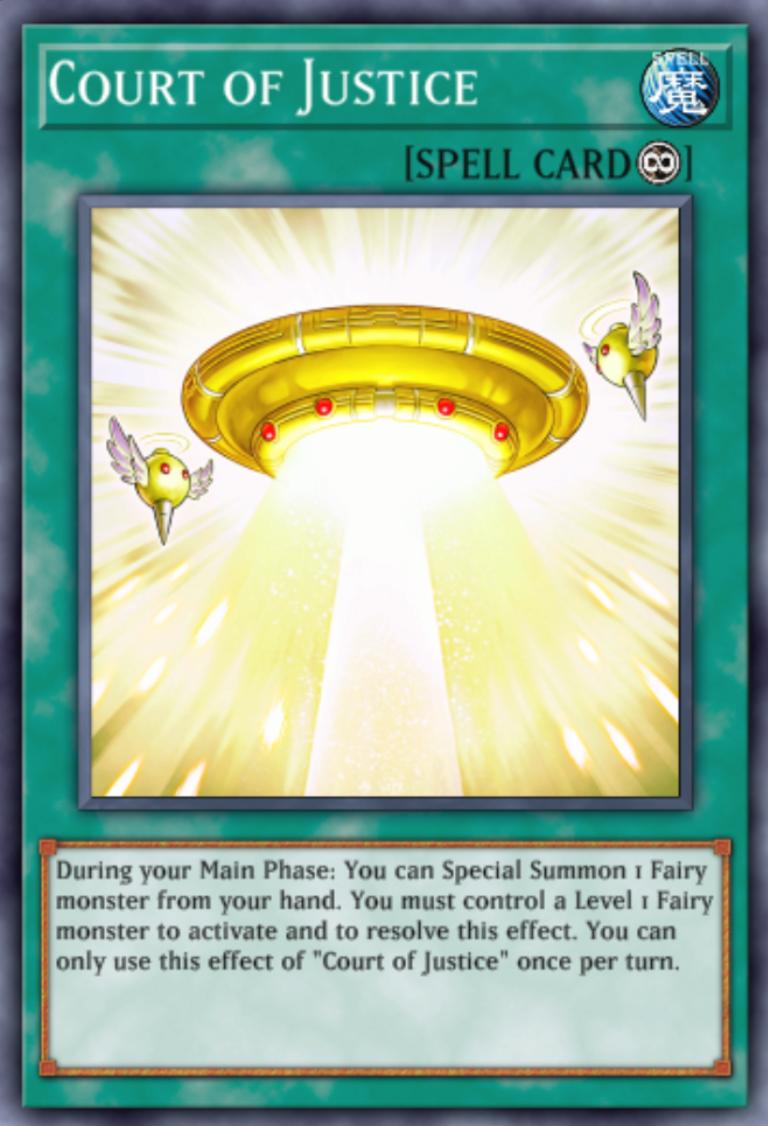 COURT OF JUSTICE
SPELL
魔
[SPELL CARD]
During your Main Phase: You can Special Summon 1 Fairy
monster from your hand. You must control a Level 1 Fairy
monster to activate and to resolve this effect. You can
only use this effect of "Court of Justice" once per turn.